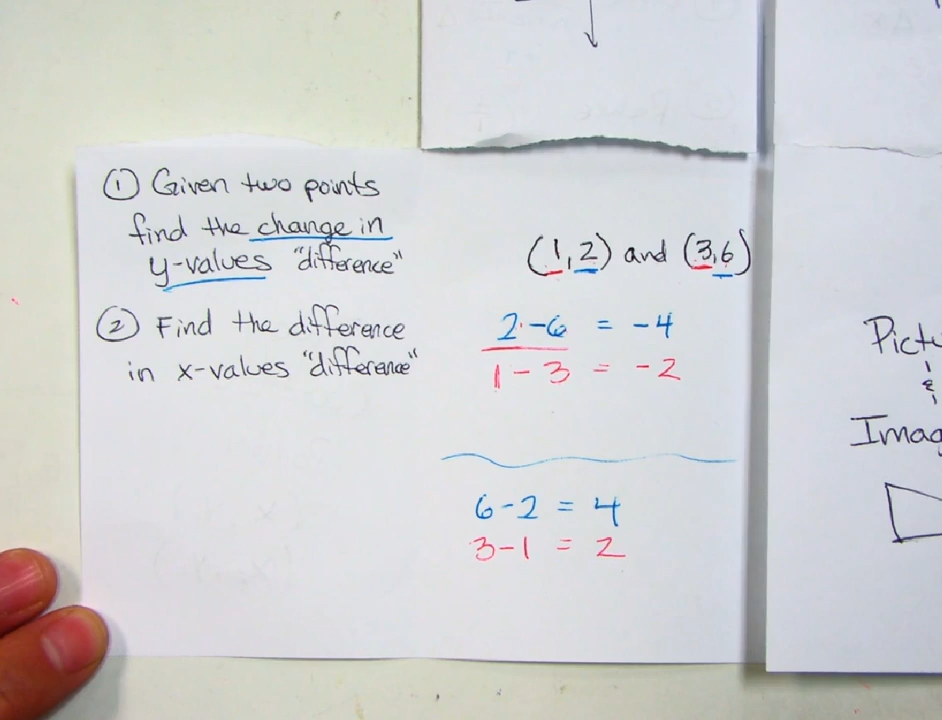 ① Given two points
find the change in
y-values "difference"
② Find the difference
in x-values "difference"
(1,2) and (3,6)
2-6 = -4
1-3 = -2
6-2 = 4
3-1 = 2
Pictu
&
Imag